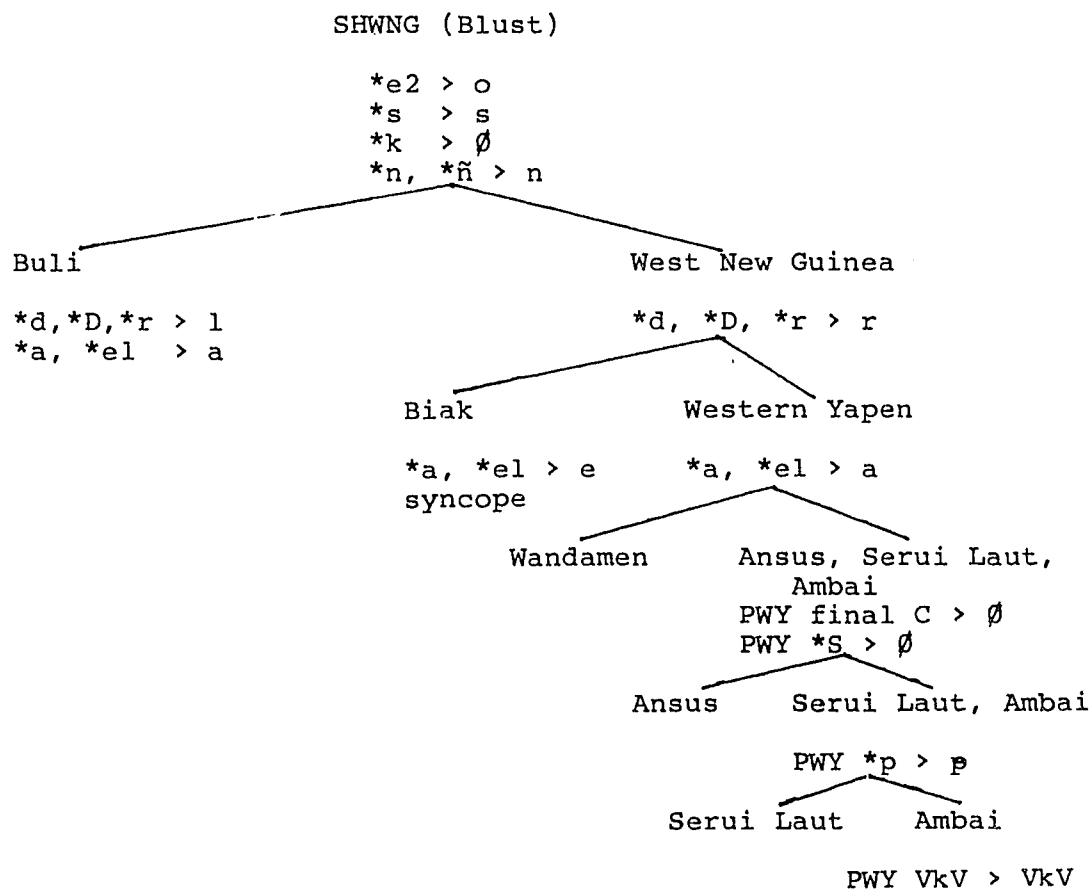 SHWNG (Blust)
*e2 > o
*s > s
*k > ∅
*n, *ñ > n
Buli West New Guinea
*d,*D,*r > l *d, *D, *r > r
*a, *el > a
Biak Western Yapen
*a, *el > e *a, *el > a
syncope
Wandamen Ansus, Serui Laut,
Ambai
PWY final C > ∅
PWY *S > ∅
Ansus Serui Laut, Ambai
PWY *p >
Serui Laut Ambai
PWY VkV > VkV